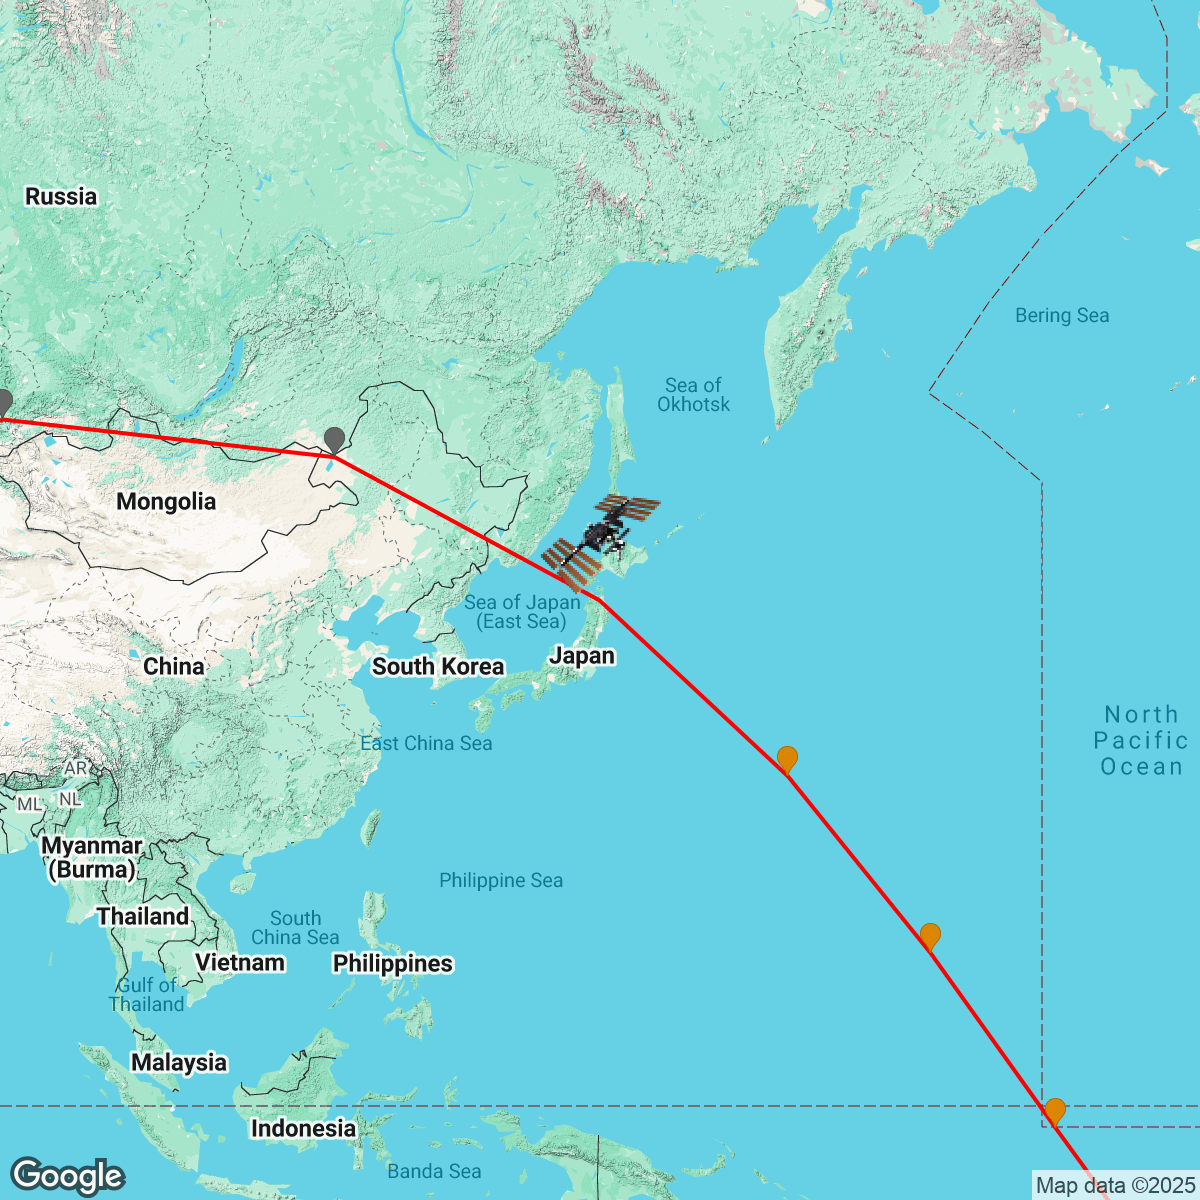 Russia
Bering Sea
Sea of
Okhotsk
Mongolia
Sea of Japan
(East Sea)
Japan
China
South Korea
North
Pacific
Ocean
East China Sea
AR
NL
ML
Myanmar
(Burma)
Philippine Sea
Thailand
South
China Sea
Vietnam
Philippines
Gulf of
Thailand
Malaysia
Indonesia
Banda Sea
Google
Map data ©2025